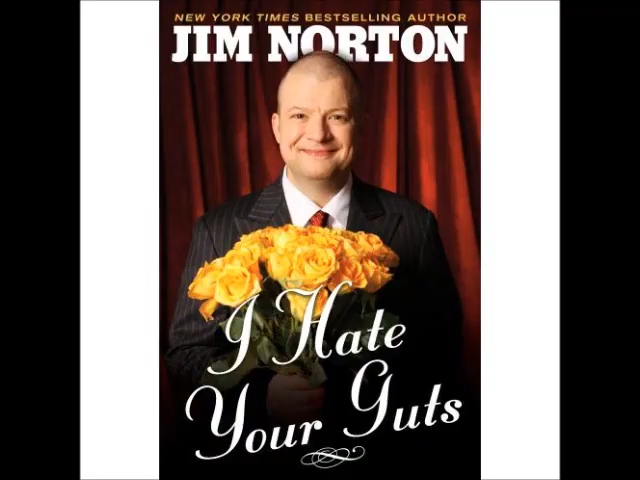 NEW YORK TIMES BESTSELLING AUTHOR
JIM NORTON
I Hate
Your Guts